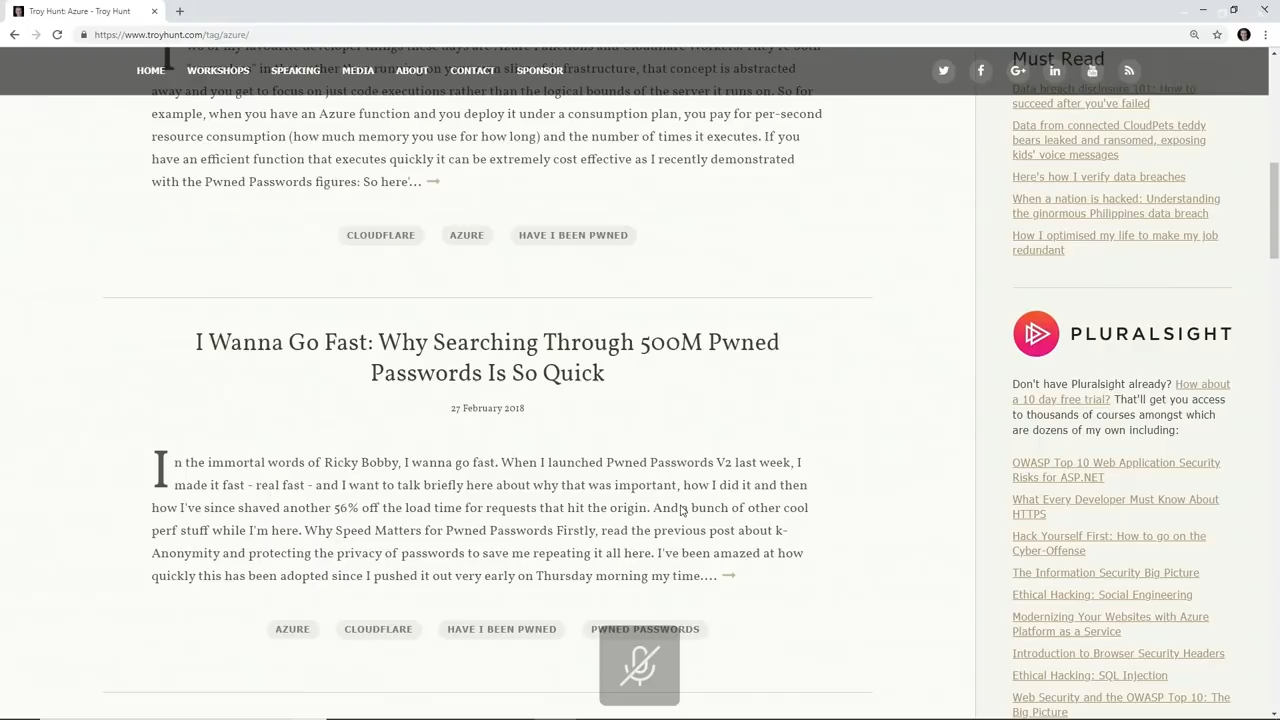 Troy Hunt: Azure - Troy Hunt
https://www.troyhunt.com/tag/azure/
HOME WORKSHOPS SPEAKING MEDIA ABOUT CONTACT SPONSOR
away and you get to focus on just code executions rather than the logical bounds of the server it runs on. So for
example, when you have an Azure function and you deploy it under a consumption plan, you pay for per-second
resource consumption (how much memory you use for how long) and the number of times it executes. If you
have an efficient function that executes quickly it can be extremely cost effective as I recently demonstrated
with the Pwned Passwords figures: So here'...
CLOUDFLARE AZURE HAVE I BEEN PWNED
I Wanna Go Fast: Why Searching Through 500M Pwned
Passwords Is So Quick
27 February 2018
In the immortal words of Ricky Bobby, I wanna go fast. When I launched Pwned Passwords V2 last week, I
made it fast - real fast - and I want to talk briefly here about why that was important, how I did it and then
how I've since shaved another 56% off the load time for requests that hit the origin. And a bunch of other cool
perf stuff while I'm here. Why Speed Matters for Pwned Passwords Firstly, read the previous post about k-
Anonymity and protecting the privacy of passwords to save me repeating it all here. I've been amazed at how
quickly this has been adopted since I pushed it out very early on Thursday morning my time....
AZURE CLOUDFLARE HAVE I BEEN PWNED PWNED PASSWORDS
Must Read
Data breach disclosure 101: How to
succeed after you've failed
Data from connected CloudPets teddy
bears leaked and ransomed, exposing
kids' voice messages
Here's how I verify data breaches
When a nation is hacked: Understanding
the ginormous Philippines data breach
How I optimised my life to make my job
redundant
PLURALSIGHT
Don't have Pluralsight already? How about
a 10 day free trial? That'll get you access
to thousands of courses amongst which
are dozens of my own including:
OWASP Top 10 Web Application Security
Risks for ASP.NET
What Every Developer Must Know About
HTTPS
Hack Yourself First: How to go on the
Cyber-Offense
The Information Security Big Picture
Ethical Hacking: Social Engineering
Modernizing Your Websites with Azure
Platform as a Service
Introduction to Browser Security Headers
Ethical Hacking: SQL Injection
Web Security and the OWASP Top 10: The
Big Picture